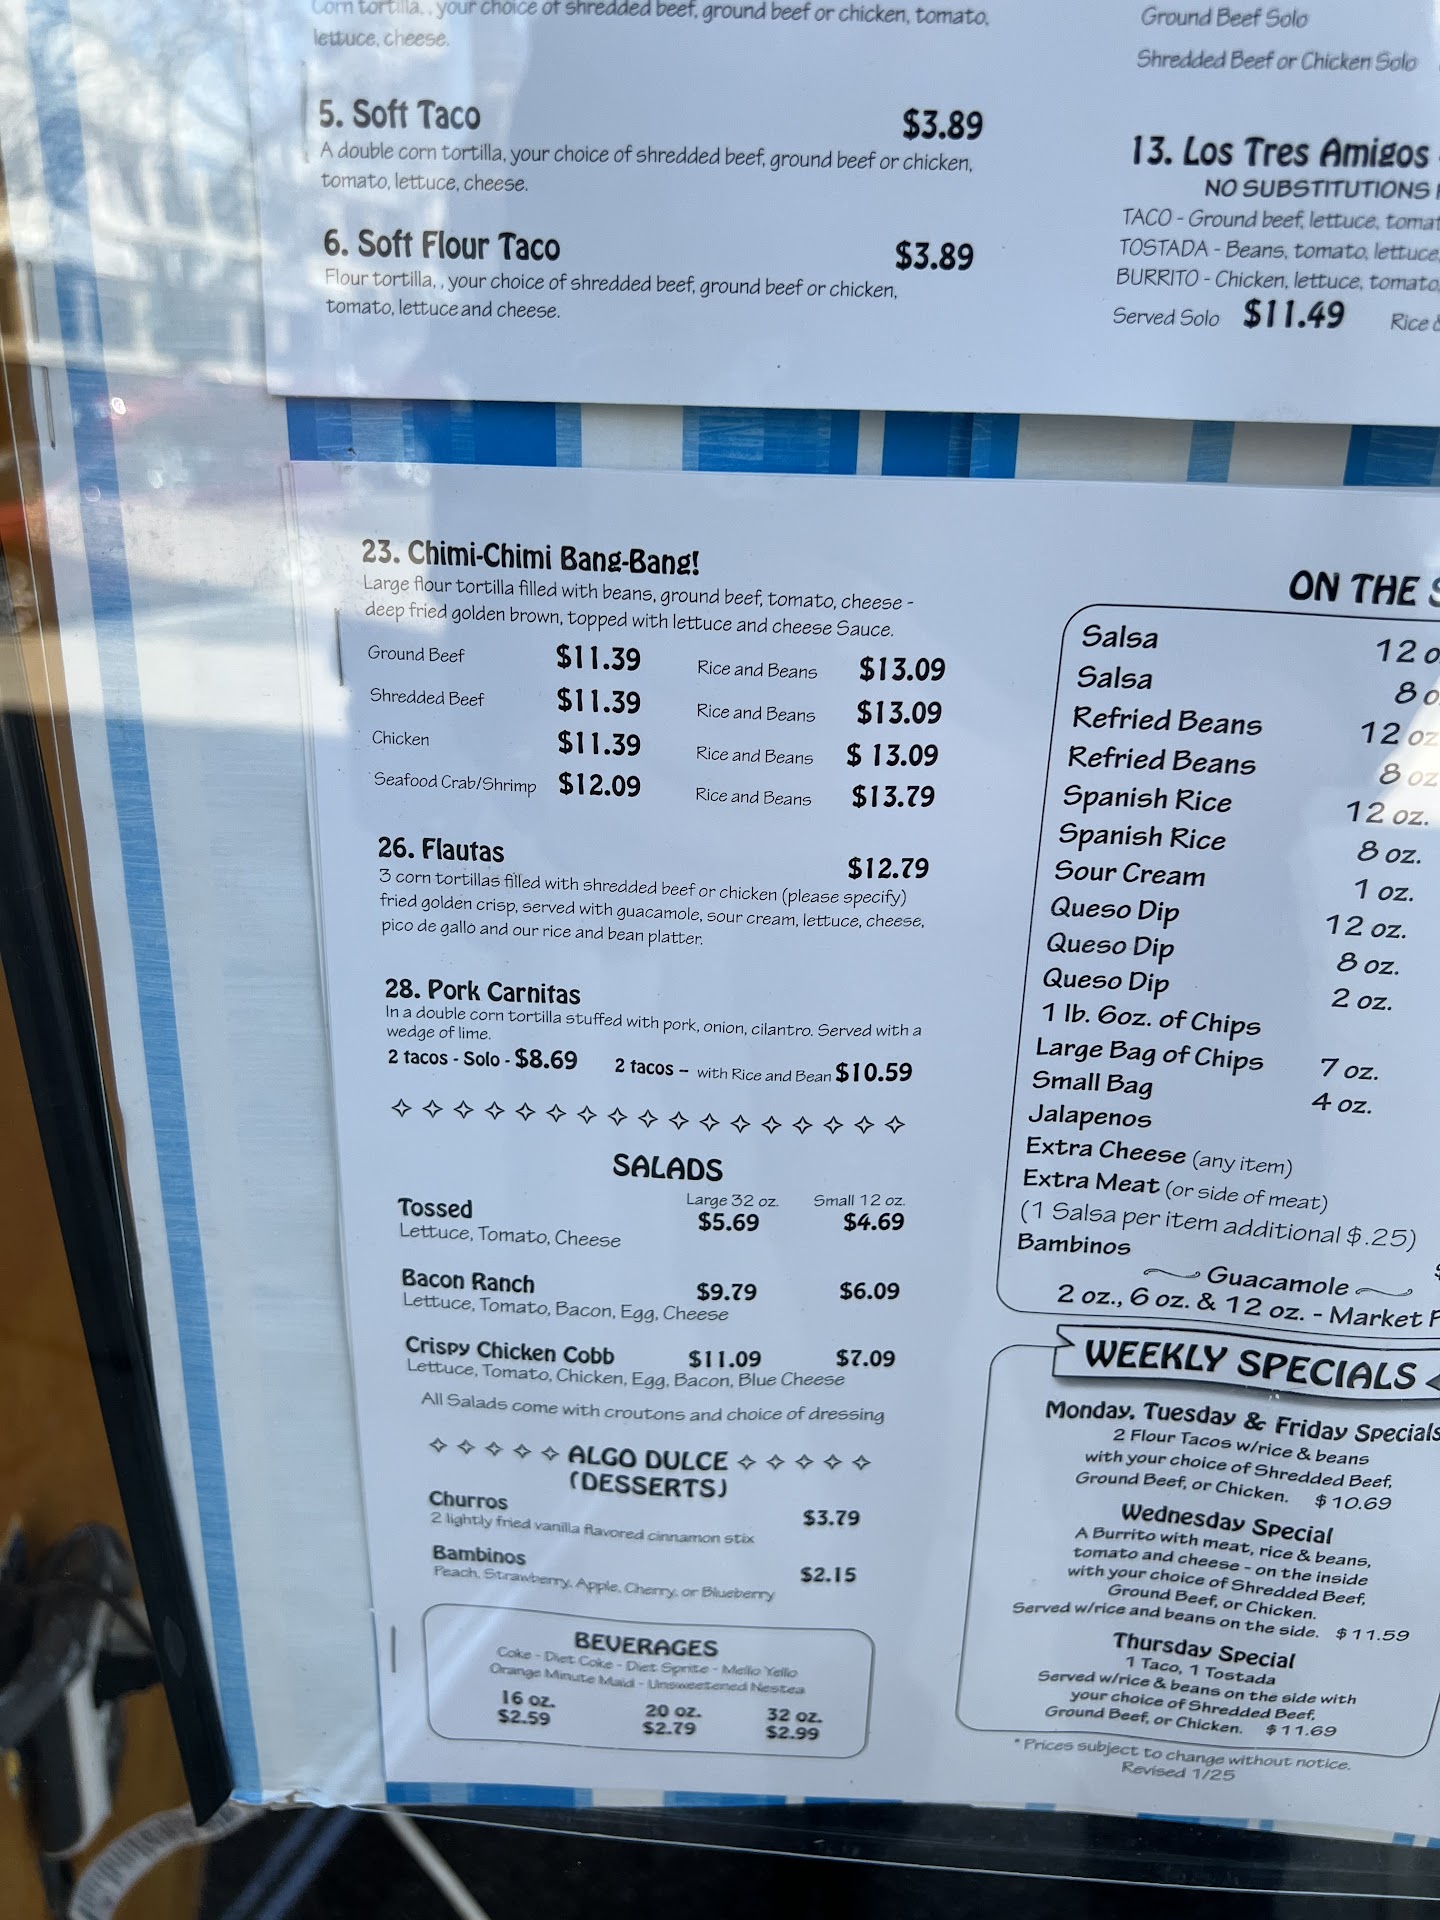 Corn tortilla, , your choice of shredded beef, ground beef or chicken, tomato,
lettuce, cheese.
5. Soft Taco $3.89
A double corn tortilla, your choice of shredded beef, ground beef or chicken,
tomato, lettuce, cheese.
6. Soft Flour Taco $3.89
Flour tortilla, , your choice of shredded beef, ground beef or chicken,
tomato, lettuce and cheese.
Ground Beef Solo
Shredded Beef or Chicken Solo
13. Los Tres Amigos
NO SUBSTITUTIONS
TACO - Ground beef, lettuce, tomat
TOSTADA - Beans, tomato, lettuce,
BURRITO - Chicken, lettuce, tomato,
Served Solo $11.49 Rice &
23. Chimi-Chimi Bang-Bang!
Large flour tortilla filled with beans, ground beef, tomato, cheese -
deep fried golden brown, topped with lettuce and cheese Sauce.
Ground Beef $11.39 Rice and Beans $13.09
Shredded Beef $11.39 Rice and Beans $13.09
Chicken $11.39 Rice and Beans $ 13.09
Seafood Crab/Shrimp $12.09 Rice and Beans $13.79
26. Flautas $12.79
3 corn tortillas filled with shredded beef or chicken (please specify)
fried golden crisp, served with guacamole, sour cream, lettuce, cheese,
pico de gallo and our rice and bean platter.
28. Pork Carnitas
In a double corn tortilla stuffed with pork, onion, cilantro. Served with a
wedge of lime.
2 tacos - Solo - $8.69 2 tacos – with Rice and Bean $10.59
SALADS
Large 32 oz. Small 12 oz.
Tossed $5.69 $4.69
Lettuce, Tomato, Cheese
Bacon Ranch $9.79 $6.09
Lettuce, Tomato, Bacon, Egg, Cheese
Crispy Chicken Cobb $11.09 $7.09
Lettuce, Tomato, Chicken, Egg, Bacon, Blue Cheese
All Salads come with croutons and choice of dressing
ALGO DULCE
(DESSERTS)
Churros $3.79
2 lightly fried vanilla flavored cinnamon stix
Bambinos $2.15
Peach, Strawberry, Apple, Cherry, or Blueberry
BEVERAGES
Coke - Diet Coke - Diet Sprite - Mello Yello
Orange Minute Maid - Unsweetened Nestea
16 oz. 20 oz. 32 oz.
$2.59 $2.79 $2.99
ON THE S
Salsa 12 o
Salsa 8 o
Refried Beans 12 oz
Refried Beans 8 oz
Spanish Rice 12 oz.
Spanish Rice 8 oz.
Sour Cream 1 oz.
Queso Dip 12 oz.
Queso Dip 8 oz.
Queso Dip 2 oz.
1 lb. 6oz. of Chips
Large Bag of Chips 7 oz.
Small Bag 4 oz.
Jalapenos
Extra Cheese (any item)
Extra Meat (or side of meat)
(1 Salsa per item additional $.25)
Bambinos
Guacamole
2 oz., 6 oz. & 12 oz. - Market P
WEEKLY SPECIALS
Monday, Tuesday & Friday Specials
2 Flour Tacos w/rice & beans
with your choice of Shredded Beef,
Ground Beef, or Chicken. $ 10.69
Wednesday Special
A Burrito with meat, rice & beans,
tomato and cheese - on the inside
with your choice of Shredded Beef,
Ground Beef, or Chicken.
Served w/rice and beans on the side. $ 11.59
Thursday Special
1 Taco, 1 Tostada
Served w/rice & beans on the side with
your choice of Shredded Beef,
Ground Beef, or Chicken. $ 11.69
* Prices subject to change without notice.
Revised 1/25